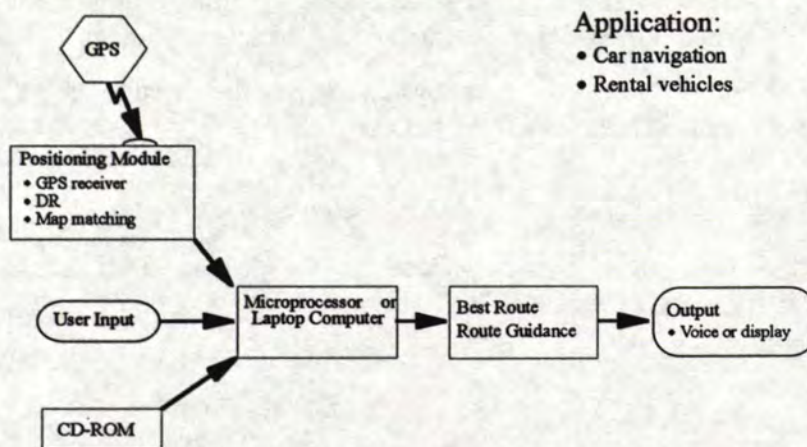 Application:
• Car navigation
• Rental vehicles
GPS
Positioning Module
• GPS receiver
• DR
• Map matching
User Input
Microprocessor or
Laptop Computer
Best Route
Route Guidance
Output
• Voice or display
CD-ROM